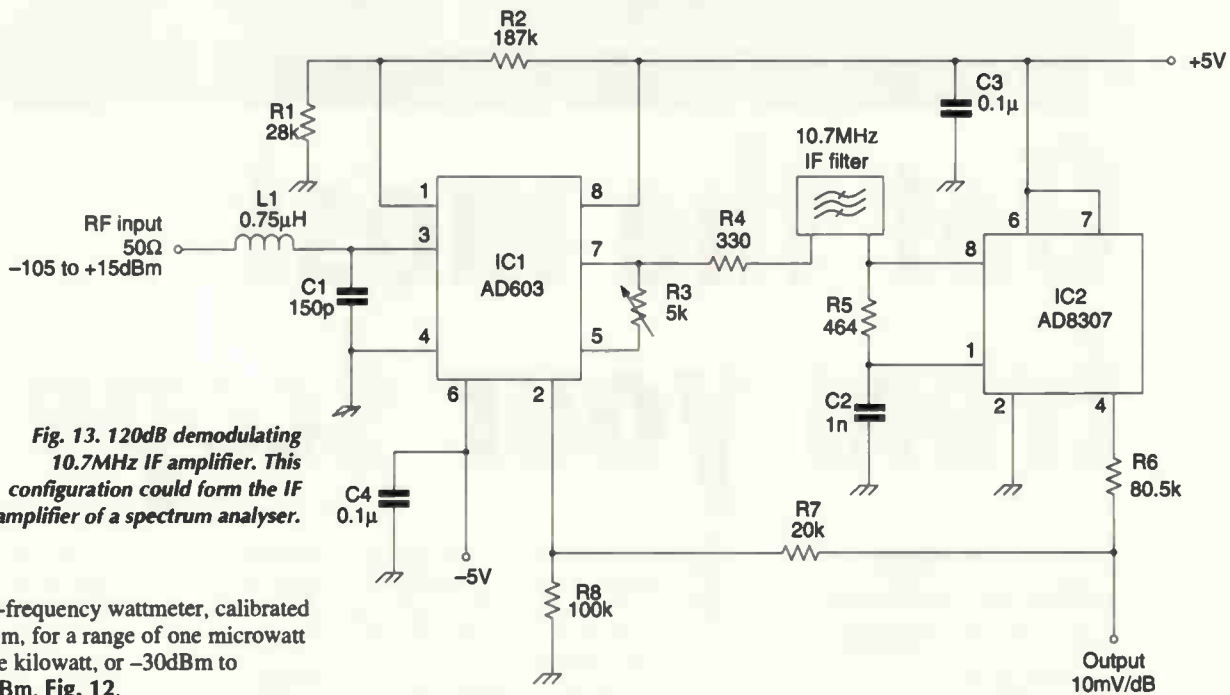 R2
187k
+5V
R1
28k
C3
0.1µ
10.7MHz
IF filter
L1
0.75µH
RF input
50Ω
–105 to +15dBm
1
8
3
7
4
5
6
2
IC1
AD603
R4
330
C1
150p
R3
5k
R5
464
C2
1n
6
7
8
1
2
4
IC2
AD8307
R6
80.5k
C4
0.1µ
–5V
R7
20k
R8
100k
Output
10mV/dB
Fig. 13. 120dB demodulating
10.7MHz IF amplifier. This
configuration could form the IF
amplifier of a spectrum analyser.
-frequency wattmeter, calibrated
m, for a range of one microwatt
e kilowatt, or –30dBm to
Bm, Fig. 12.